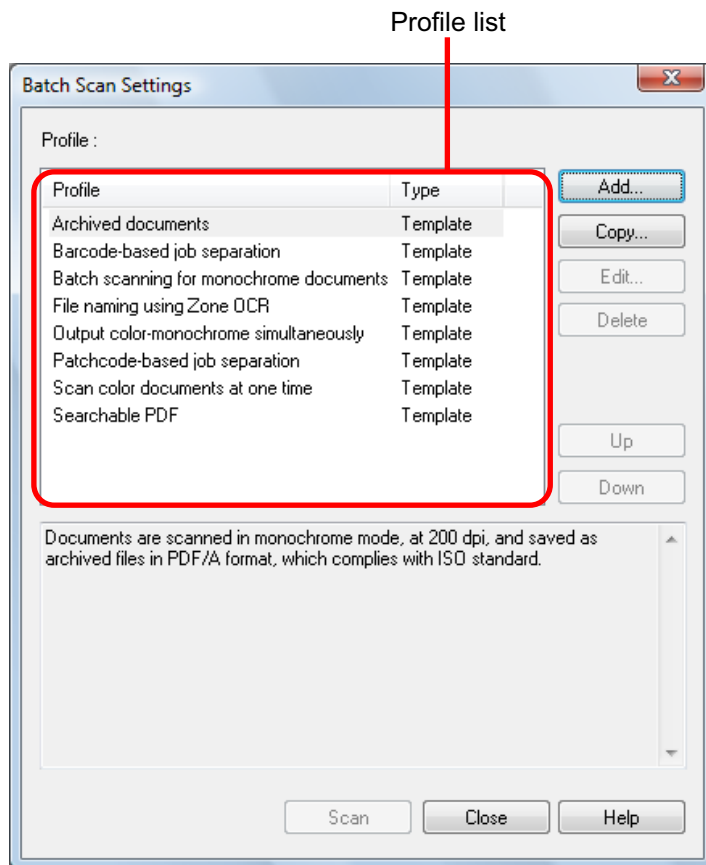 Profile list
Batch Scan Settings
Profile :
Profile Type
Archived documents Template
Barcode-based job separation Template
Batch scanning for monochrome documents Template
File naming using Zone OCR Template
Output color-monochrome simultaneously Template
Patchcode-based job separation Template
Scan color documents at one time Template
Searchable PDF Template
Add...
Copy...
Edit...
Delete
Up
Down
Documents are scanned in monochrome mode, at 200 dpi, and saved as
archived files in PDF/A format, which complies with ISO standard.
Scan Close Help